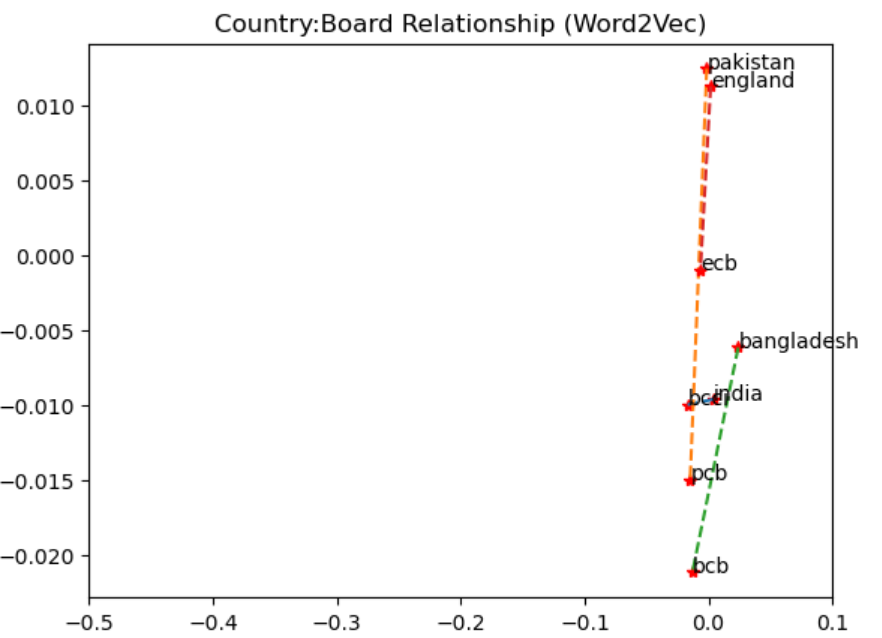 Country:Board Relationship (Word2Vec)
pakistan
england
0.010
0.005
0.000
ecb
−0.005
bangladesh
india
bcci
−0.010
pcb
−0.015
−0.020
bcb
−0.5 −0.4 −0.3 −0.2 −0.1 0.0 0.1